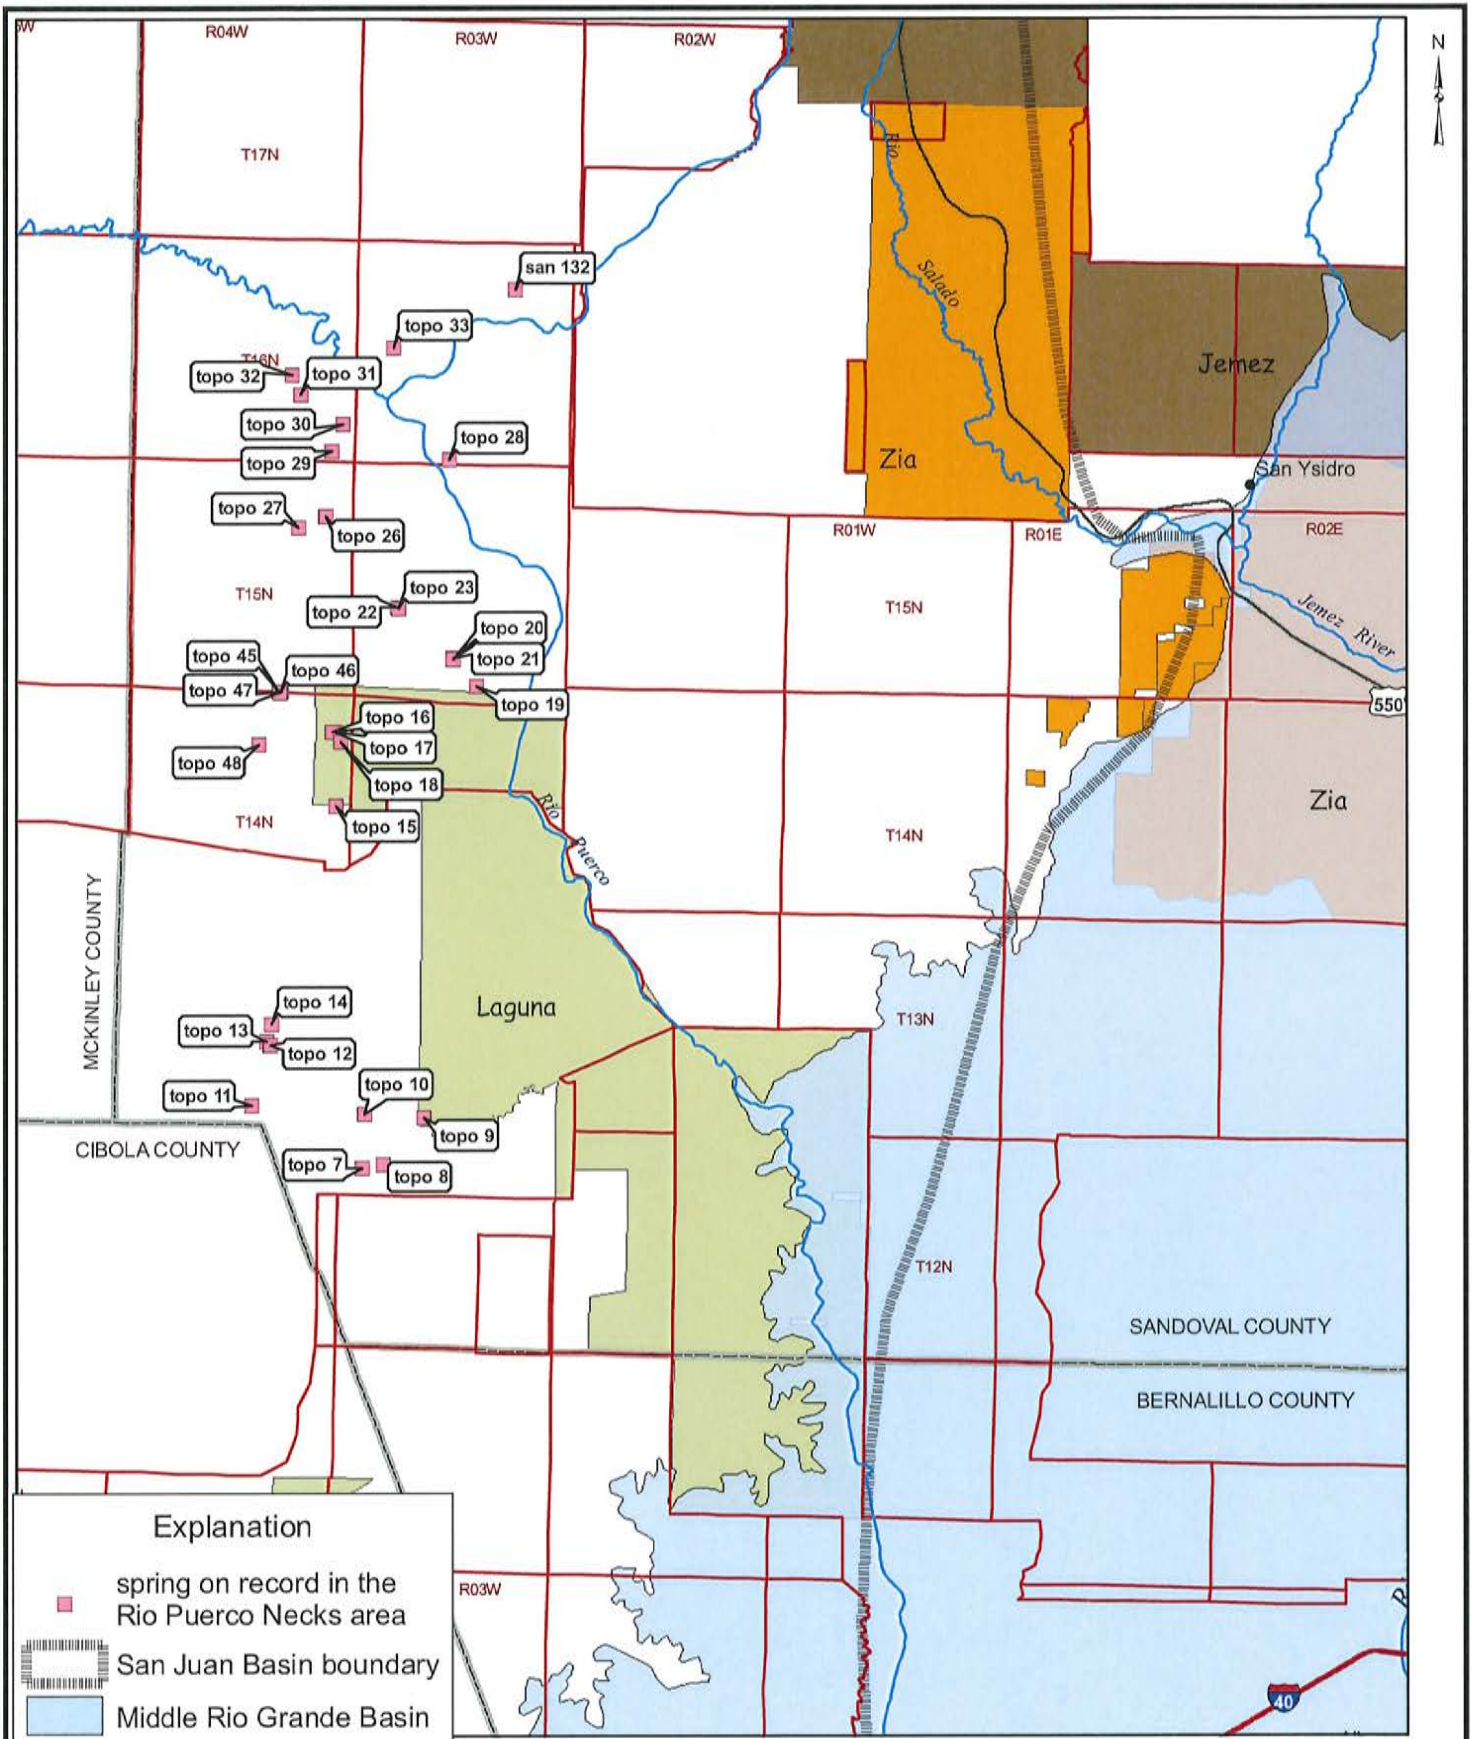 R04W
R03W
R02W
N
T17N
Rio
Salado
san 132
topo 33
T16N
topo 32
topo 31
Jemez
topo 30
topo 28
topo 29
Zia
San Ysidro
topo 27
topo 26
R01W
R01E
R02E
topo 23
T15N
topo 22
T15N
Jemez River
topo 20
topo 45
topo 46
topo 21
topo 47
topo 19
550
topo 16
topo 17
topo 48
topo 18
Rio
Puerco
Zia
T14N
topo 15
T14N
MCKINLEY COUNTY
topo 14
Laguna
T13N
topo 13
topo 12
topo 10
topo 11
topo 9
CIBOLA COUNTY
topo 7
topo 8
T12N
SANDOVAL COUNTY
BERNALILLO COUNTY
Explanation
spring on record in the
Rio Puerco Necks area
R03W
San Juan Basin boundary
40
Middle Rio Grande Basin